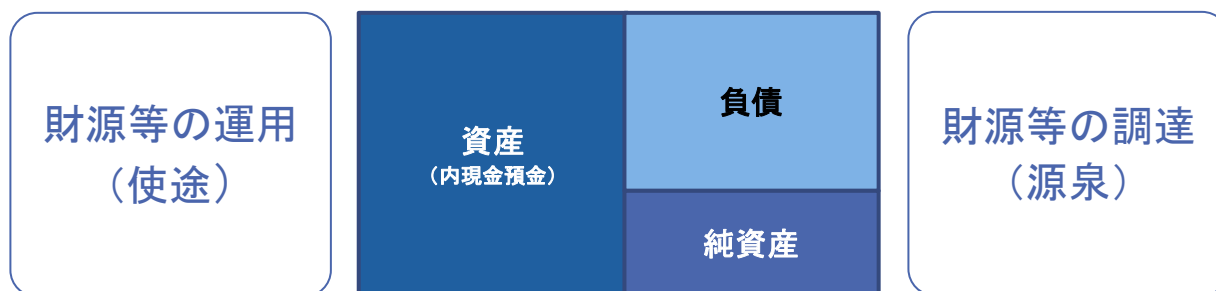 財源等の運用
（使途）
資産
（内現金預金）
負債
純資産
財源等の調達
（源泉）